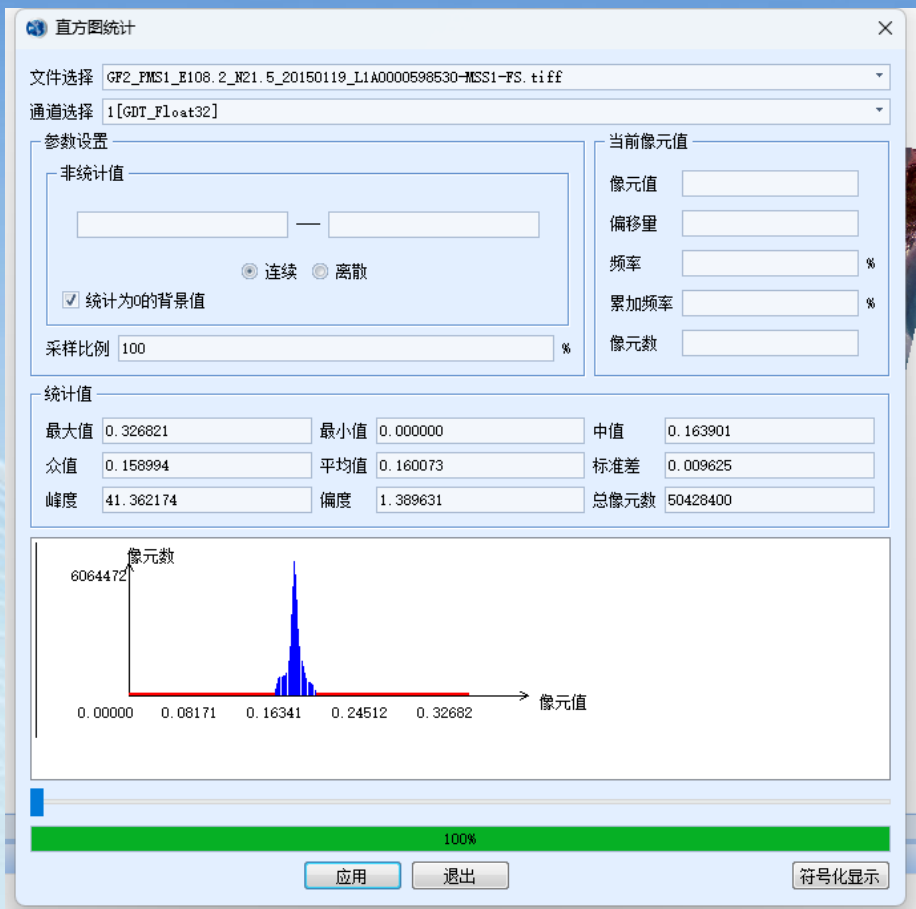 直方图统计
文件选择 GF2_PMS1_E108.2_N21.5_20150119_L1A0000598530-MSS1-FS.tiff
通道选择 1[GDT_Float32]
参数设置
非统计值
—
连续 离散
统计为0的背景值
采样比例 100 %
当前像元值
像元值
偏移量
频率 %
累加频率 %
像元数
统计值
最大值 0.326821 最小值 0.000000 中值 0.163901
众值 0.158994 平均值 0.160073 标准差 0.009625
峰度 41.362174 偏度 1.389631 总像元数 50428400
像元数
6064472
像元值
0.00000 0.08171 0.16341 0.24512 0.32682
100%
应用 退出 符号化显示